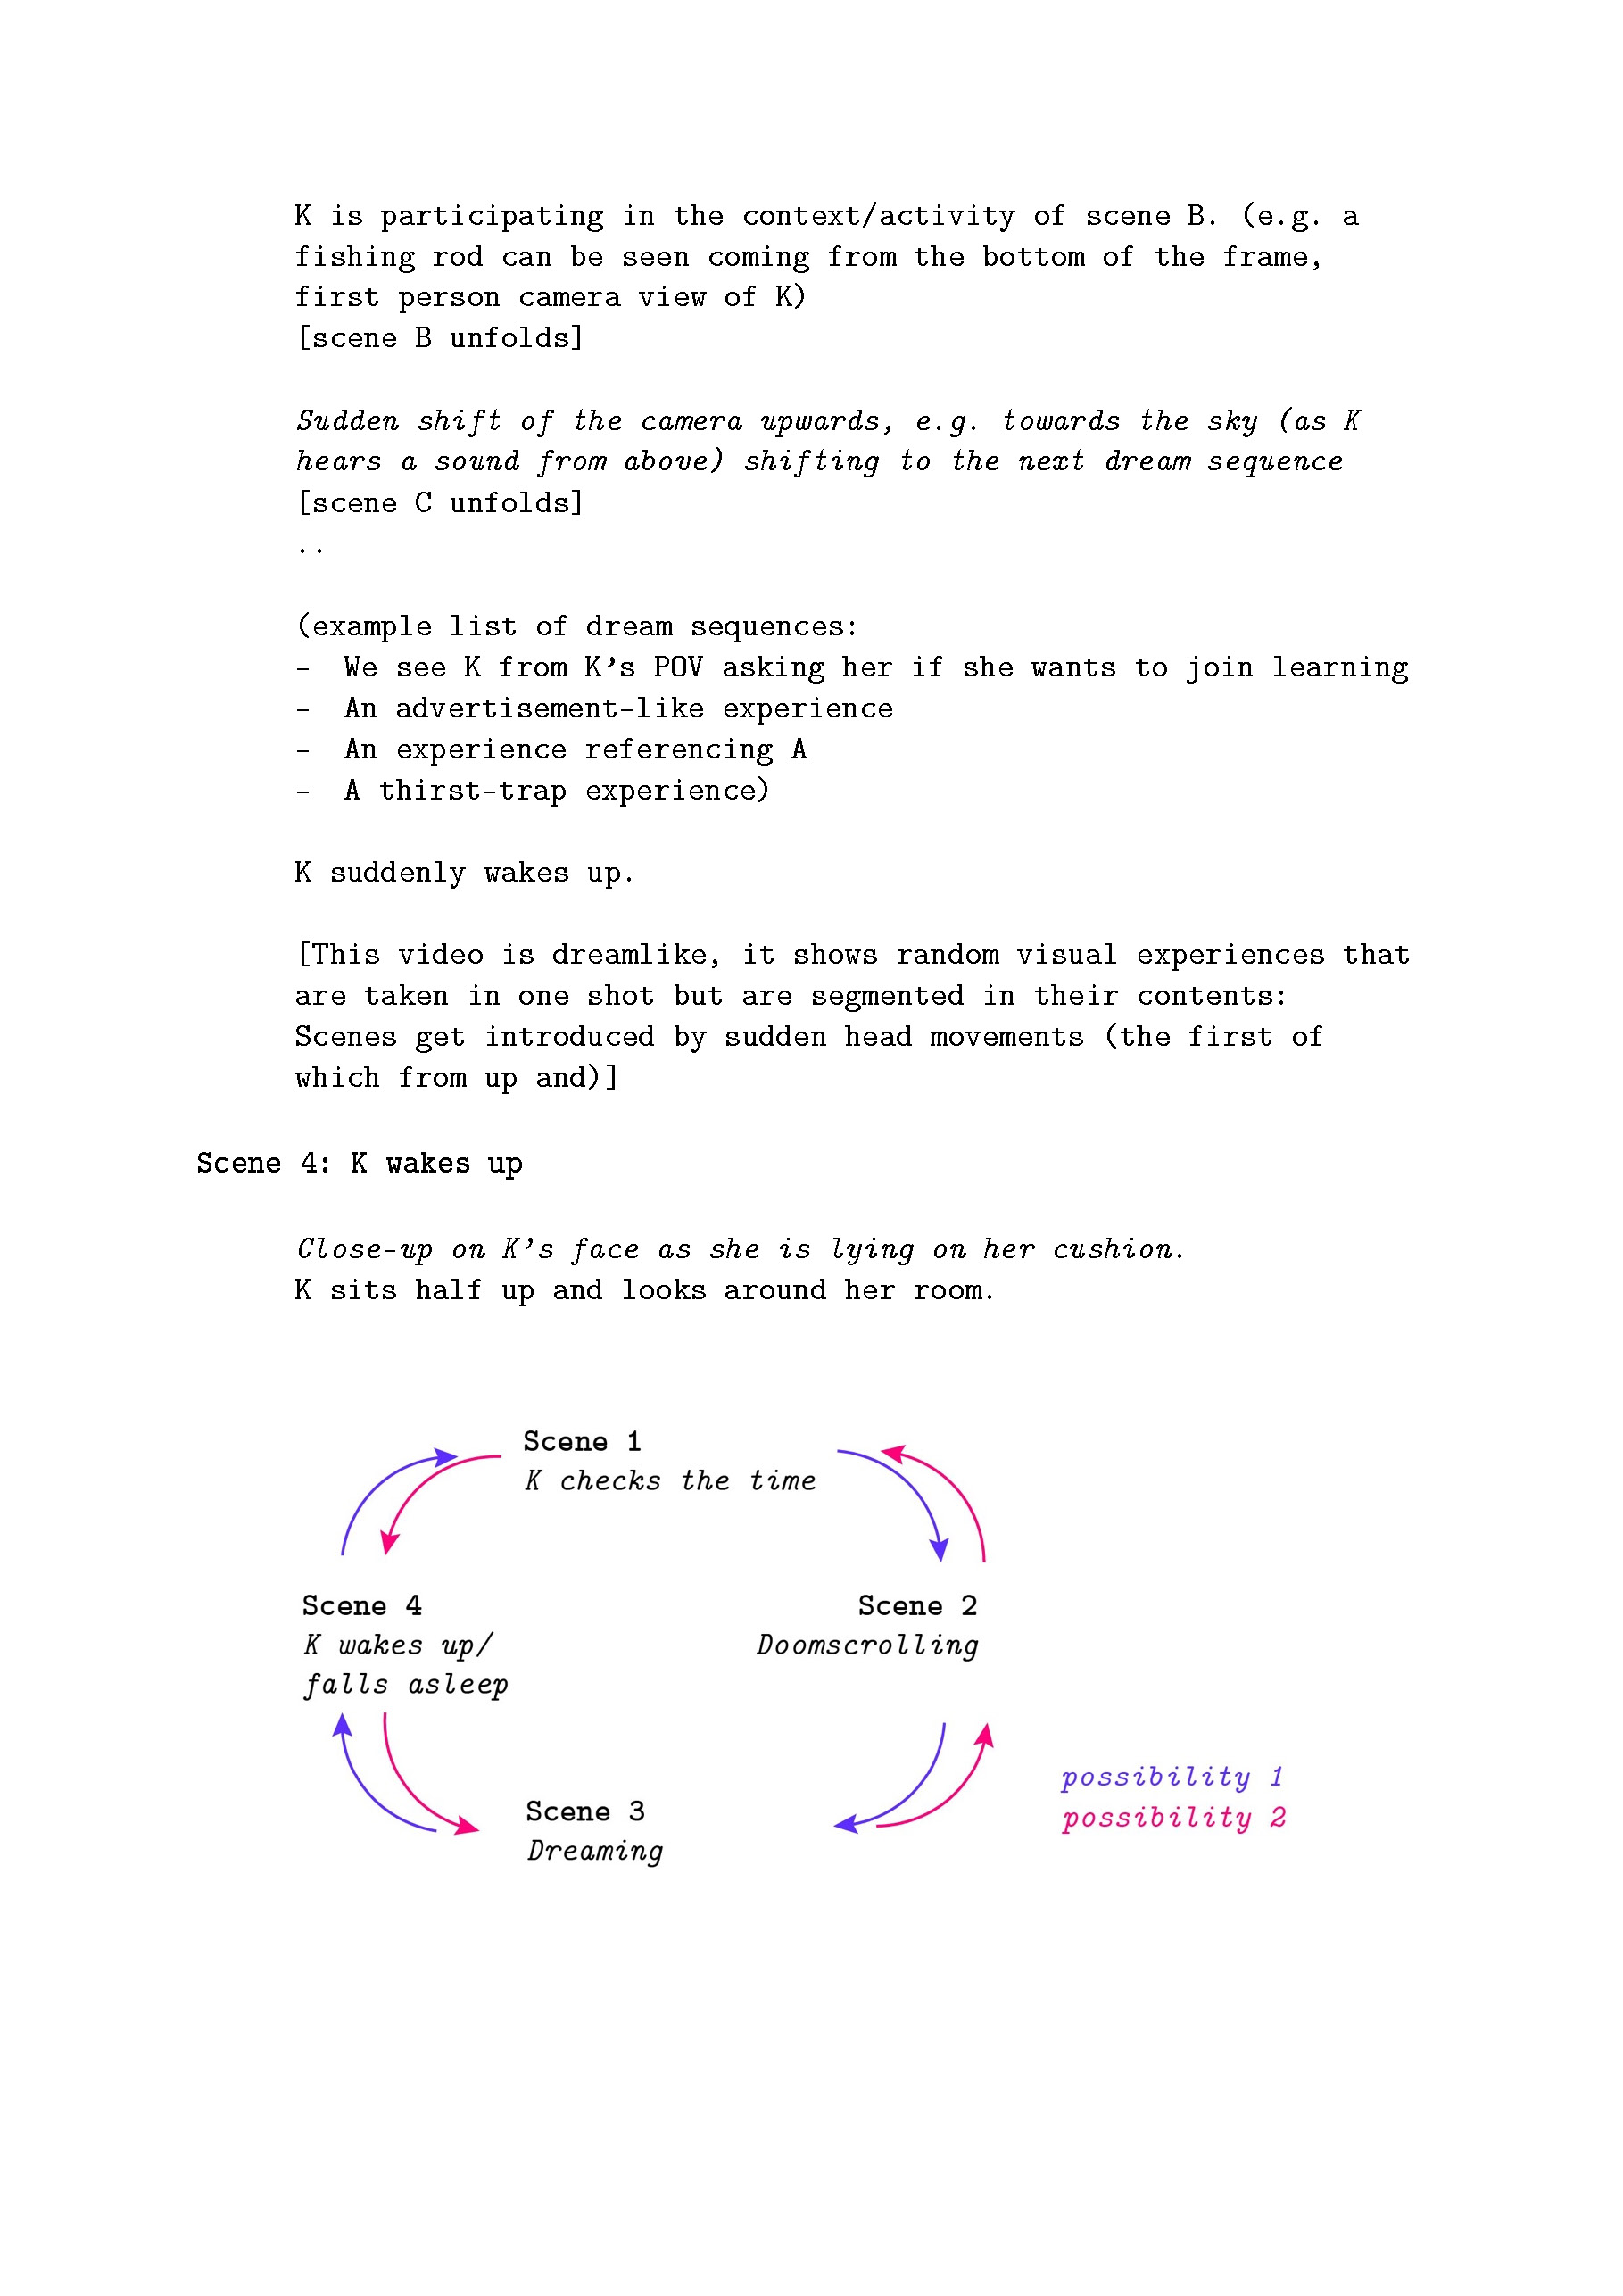 K is participating in the context/activity of scene B. (e.g. a
fishing rod can be seen coming from the bottom of the frame,
first person camera view of K)
[scene B unfolds]
Sudden shift of the camera upwards, e.g. towards the sky (as K
hears a sound from above) shifting to the next dream sequence
[scene C unfolds]
..
(example list of dream sequences:
- We see K from K's POV asking her if she wants to join learning
- An advertisement-like experience
- An experience referencing A
- A thirst-trap experience)
K suddenly wakes up.
[This video is dreamlike, it shows random visual experiences that
are taken in one shot but are segmented in their contents:
Scenes get introduced by sudden head movements (the first of
which from up and)]
Scene 4: K wakes up
Close-up on K's face as she is lying on her cushion.
K sits half up and looks around her room.
Scene 1
K checks the time
Scene 4
K wakes up/
falls asleep
Scene 2
Doomscrolling
Scene 3
Dreaming
possibility 1
possibility 2